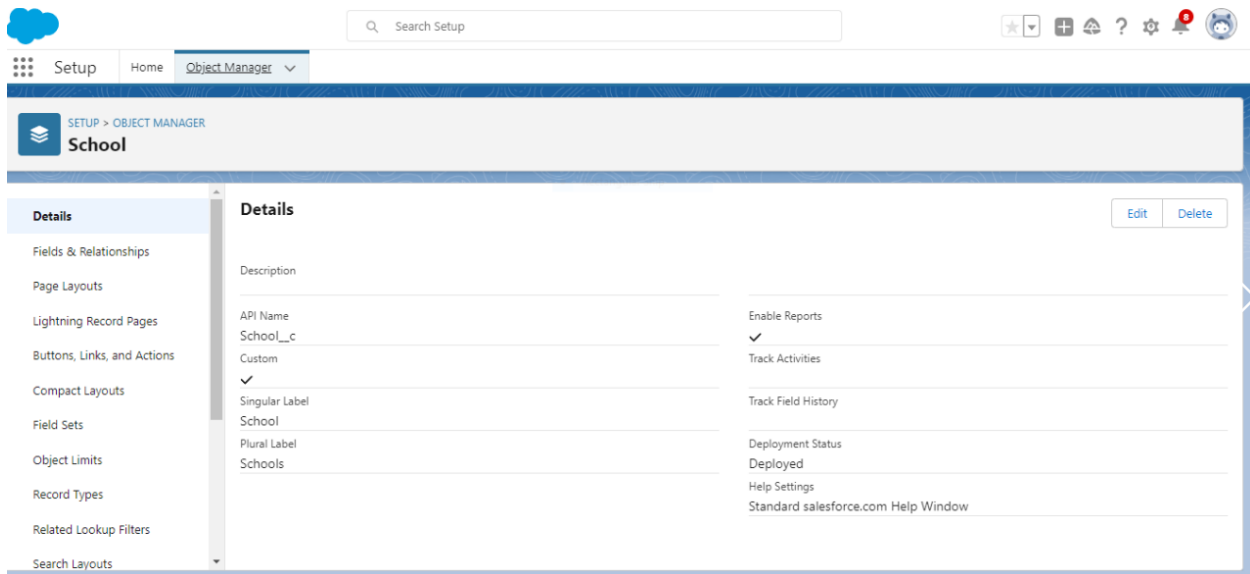 Search Setup
8
Setup Home Object Manager
SETUP > OBJECT MANAGER
School
Details
Fields & Relationships
Page Layouts
Lightning Record Pages
Buttons, Links, and Actions
Compact Layouts
Field Sets
Object Limits
Record Types
Related Lookup Filters
Search Layouts
Details
Edit Delete
Description
API Name
School__c
Custom
Singular Label
School
Plural Label
Schools
Enable Reports
Track Activities
Track Field History
Deployment Status
Deployed
Help Settings
Standard salesforce.com Help Window